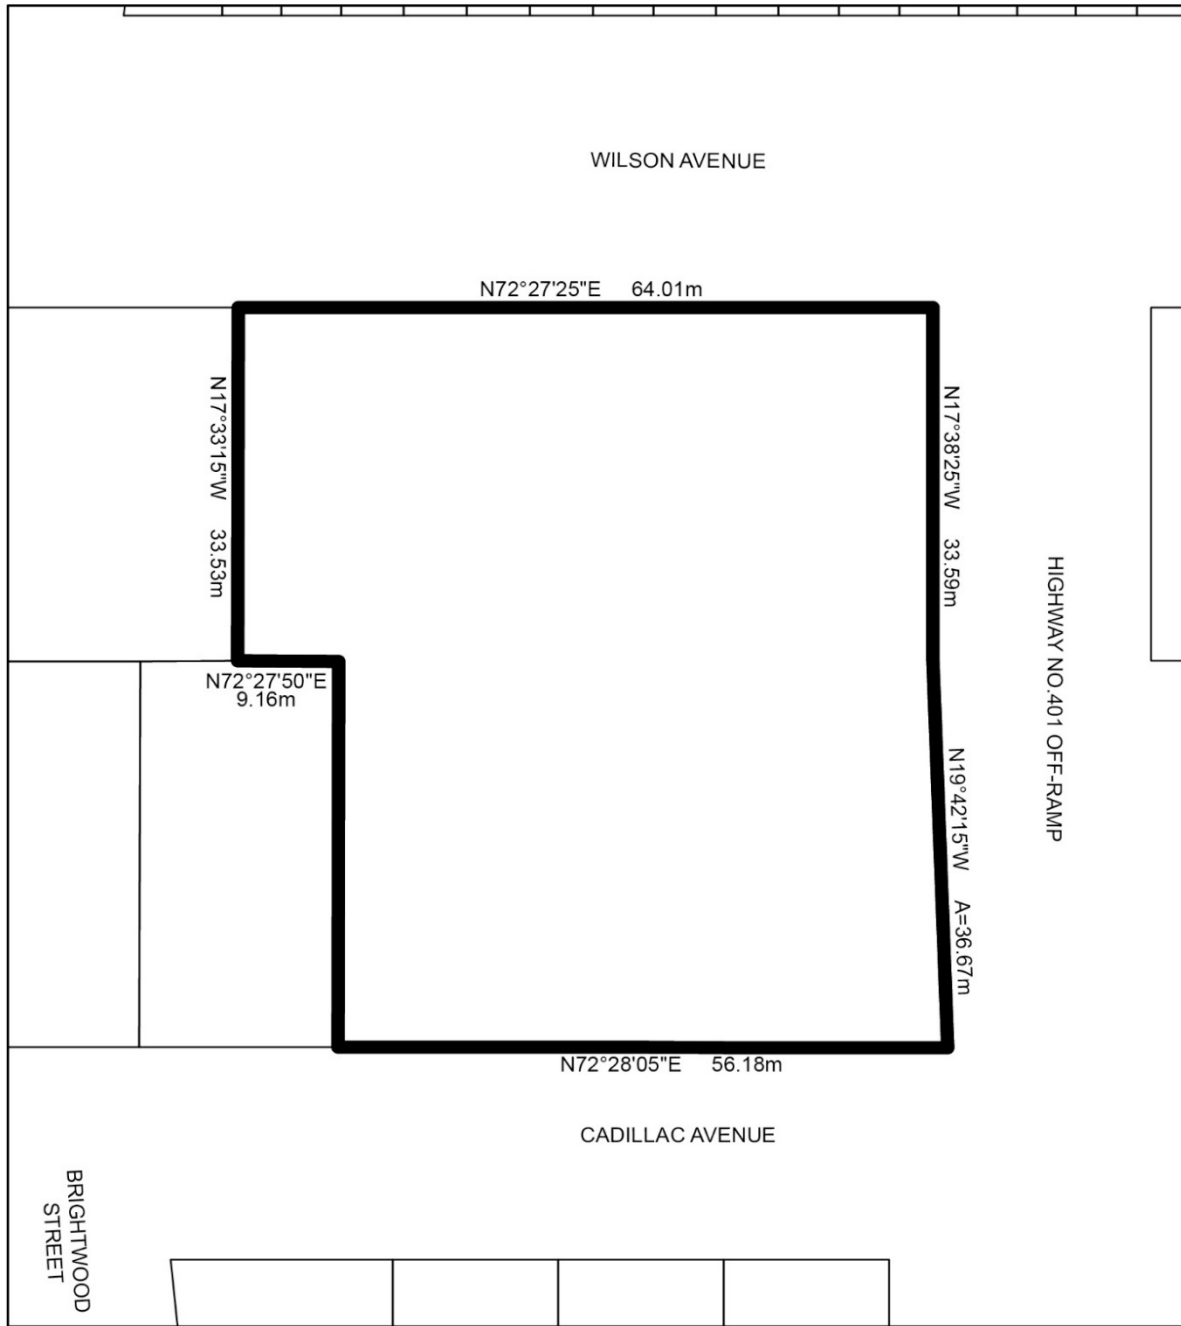 WILSON AVENUE
N72°27'25"E 64.01m
N17°33'15"W 33.53m
N17°38'25"W 33.59m
HIGHWAY NO.401 OFF-RAMP
N72°27'50"E
9.16m
N19°42'15"W A=36.67m
N72°28'05"E 56.18m
CADILLAC AVENUE
BRIGHTWOOD
STREET